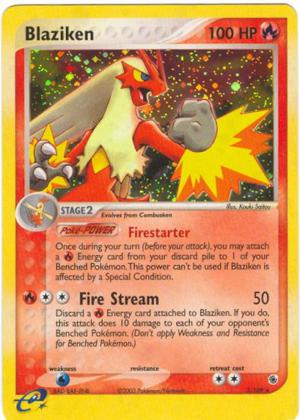 Blaziken 100 HP
Illus. Kouki Saitou
STAGE 2
Evolves from Combusken
Poké-POWER Firestarter
Once during your turn (before your attack), you may attach
a Energy card from your discard pile to 1 of your
Benched Pokémon. This power can't be used if Blaziken is
affected by a Special Condition.
Fire Stream 50
Discard a Energy card attached to Blaziken. If you do,
this attack does 10 damage to each of your opponent's
Benched Pokémon. (Don't apply Weakness and Resistance
for Benched Pokémon.)
weakness resistance retreat cost
©2003 Pokémon/Nintendo
e